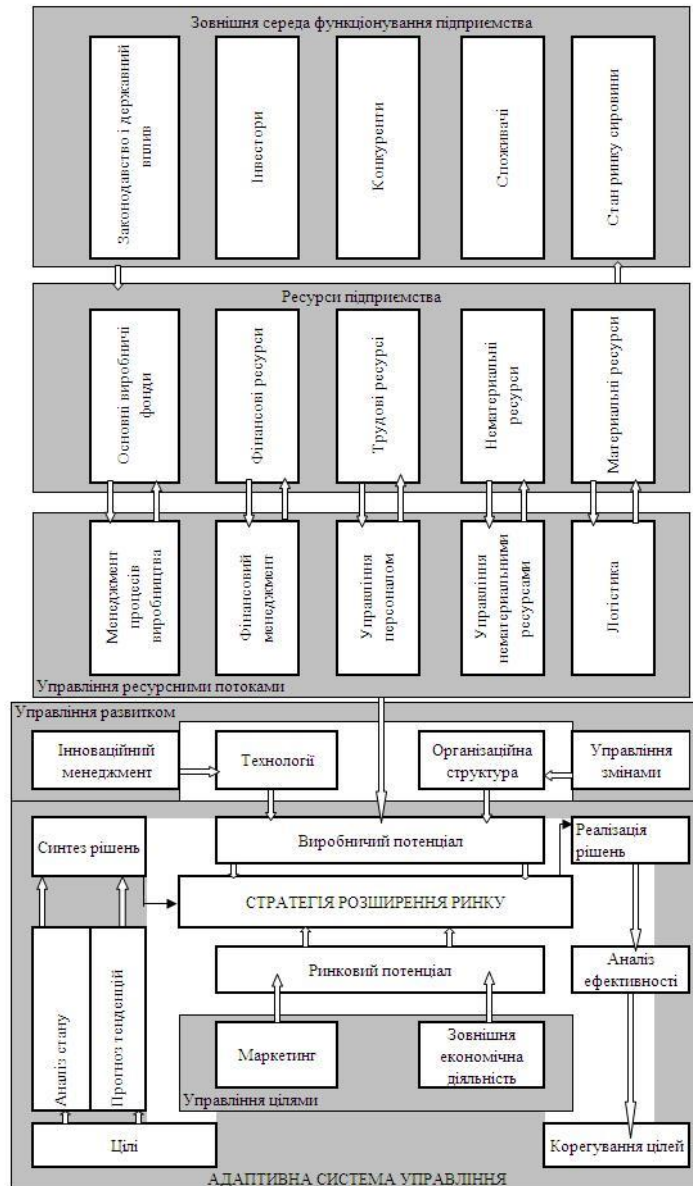 Зовнішня середа функціонування підприємства
Законодавство і державний
вплив
Інвестори
Конкуренти
Споживачі
Стан ринку сировини
Ресурси підприємства
Основні виробничі
фонди
Фінансові ресурси
Трудові ресурсі
Нематеріальні
ресурси
Материальні ресурси
Менеджмент
процесів
виробництва
Фінансовий
менеджмент
Управління
персоналом
Управління
нематериальними
ресурсами
Логістика
Управління ресурсними потоками
Управління развитком
Інноваційний
менеджмент
Технології
Організаційна
структура
Управління
змінами
Синтез рішень
Виробничий потенціал
Реалізація
рішень
СТРАТЕГІЯ РОЗШИРЕННЯ РИНКУ
Аналіз стану
Прогноз тенденцій
Ринковий потенціал
Аналіз
ефективності
Маркетинг
Зовнішня
економічна
діяльність
Управління цілями
Цілі
Корегування цілей
АДАПТИВНА СИСТЕМА УПРАВЛІННЯ